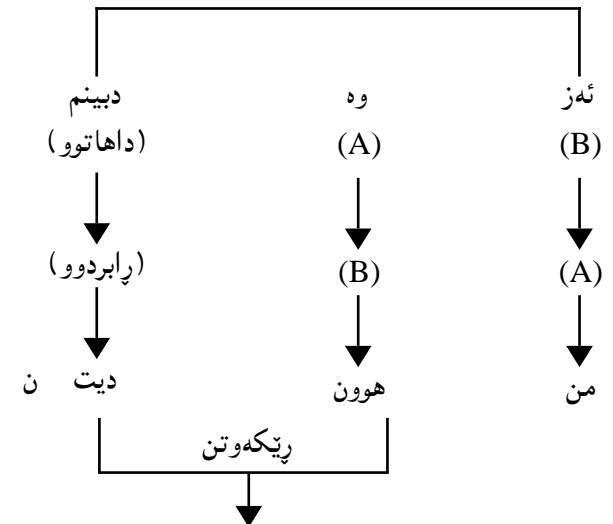 ئەز وە دبینم
(B) (A) (داهاتوو)
(A) (B) (ڕابردوو)
من هوون دیت ن
ڕێکەوتن